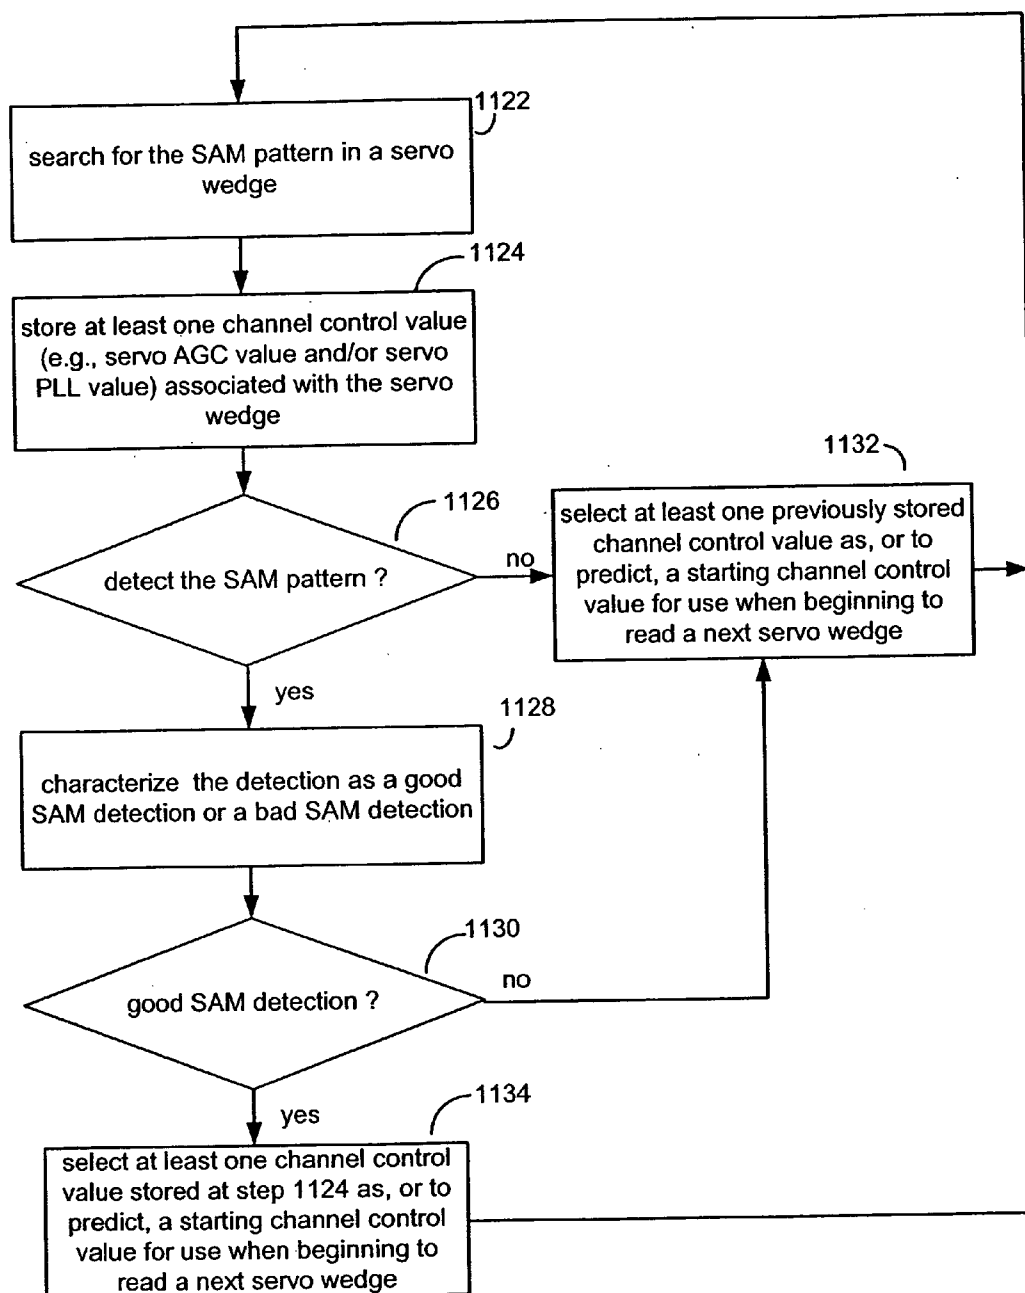 1122
search for the SAM pattern in a servo
wedge
1124
store at least one channel control value
(e.g., servo AGC value and/or servo
PLL value) associated with the servo
wedge
1126
detect the SAM pattern ?
no
yes
1132
select at least one previously stored
channel control value as, or to
predict, a starting channel control
value for use when beginning to
read a next servo wedge
1128
characterize the detection as a good
SAM detection or a bad SAM detection
1130
good SAM detection ?
no
yes
1134
select at least one channel control
value stored at step 1124 as, or to
predict, a starting channel control
value for use when beginning to
read a next servo wedge